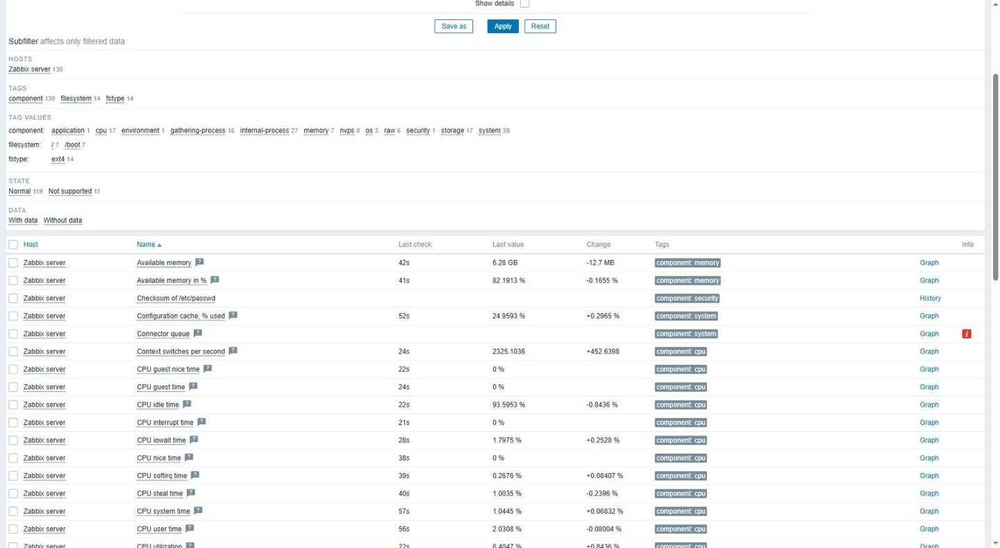 Show details
Save as Apply Reset
Subfilter affects only filtered data
HOSTS
Zabbix server 130
TAGS
component 130 filesystem 14 fstype 14
TAG VALUES
component: application 1 cpu 17 environment 1 gathering-process 16 internal-process 27 memory 7 nvps 8 os 3 raw 6 security 1 storage 17 system 39
filesystem: / 7 /boot 7
fstype: ext4 14
STATE
Normal 119 Not supported 11
DATA
With data Without data
Host Name Last check Last value Change Tags Info
Zabbix server Available memory ? 42s 6.28 GB -12.7 MB component: memory Graph
Zabbix server Available memory in % ? 41s 82.1913 % -0.1655 % component: memory Graph
Zabbix server Checksum of /etc/passwd component: security History
Zabbix server Configuration cache, % used ? 52s 24.9593 % +0.2965 % component: system Graph
Zabbix server Connector queue ? component: system Graph i
Zabbix server Context switches per second ? 24s 2325.1036 +452.6398 component: cpu Graph
Zabbix server CPU guest nice time ? 22s 0 % component: cpu Graph
Zabbix server CPU guest time ? 24s 0 % component: cpu Graph
Zabbix server CPU idle time ? 22s 93.5953 % -0.8436 % component: cpu Graph
Zabbix server CPU interrupt time ? 21s 0 % component: cpu Graph
Zabbix server CPU iowait time ? 28s 1.7975 % +0.2528 % component: cpu Graph
Zabbix server CPU nice time ? 38s 0 % component: cpu Graph
Zabbix server CPU softirq time ? 39s 0.2676 % +0.08407 % component: cpu Graph
Zabbix server CPU steal time ? 40s 1.0035 % -0.2396 % component: cpu Graph
Zabbix server CPU system time ? 57s 1.0445 % +0.06832 % component: cpu Graph
Zabbix server CPU user time ? 56s 2.0308 % -0.08004 % component: cpu Graph
Zabbix server CPU utilization ? 22s 6.4047 % +0.8436 % component: cpu Graph